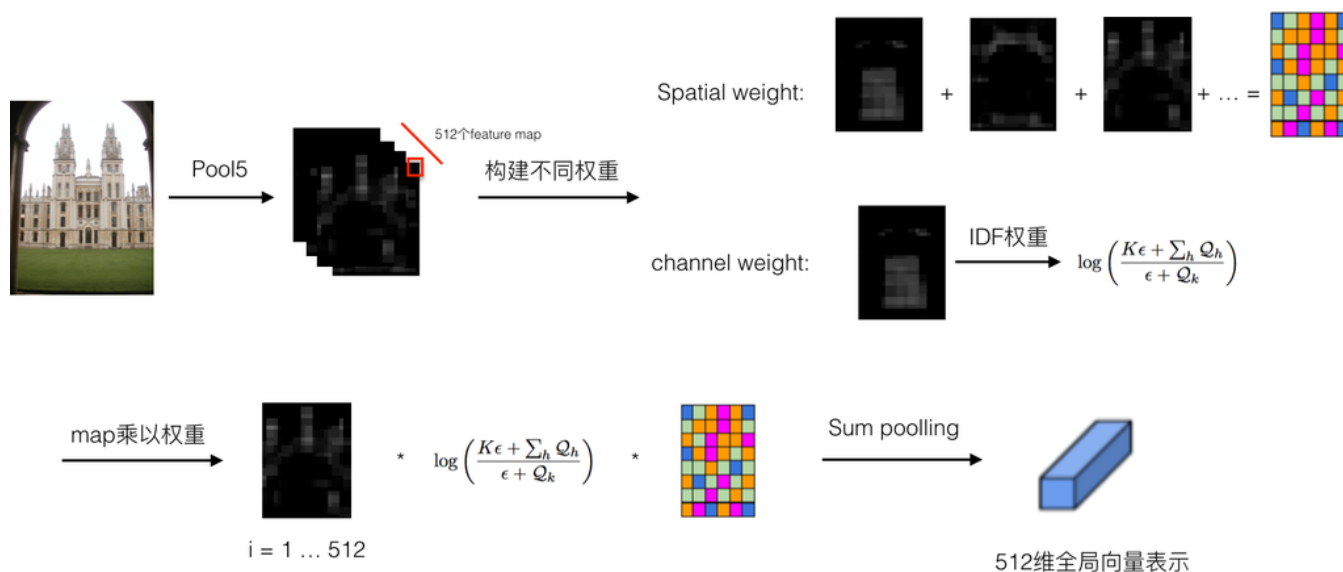 Spatial weight:
+
+
+ … =
512个feature map
Pool5
构建不同权重
channel weight:
IDF权重
log ( (Kϵ + ∑_h Q_h) / (ϵ + Q_k) )
map乘以权重
*
log ( (Kϵ + ∑_h Q_h) / (ϵ + Q_k) )
*
Sum poolling
i = 1 … 512
512维全局向量表示